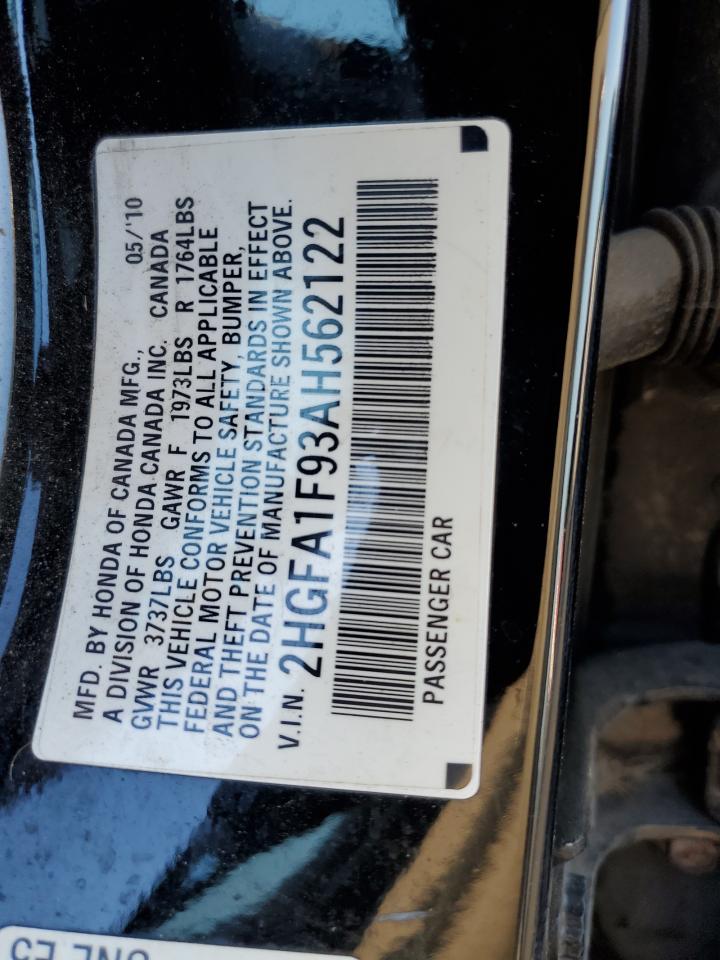 MFD. BY HONDA OF CANADA MFG., 05/'10
A DIVISION OF HONDA CANADA INC. CANADA
GVWR 3737LBS GAWR F 1973LBS R 1764LBS
THIS VEHICLE CONFORMS TO ALL APPLICABLE
FEDERAL MOTOR VEHICLE SAFETY, BUMPER,
AND THEFT PREVENTION STANDARDS IN EFFECT
ON THE DATE OF MANUFACTURE SHOWN ABOVE.
V.I.N. 2HGFA1F93AH562122
PASSENGER CAR